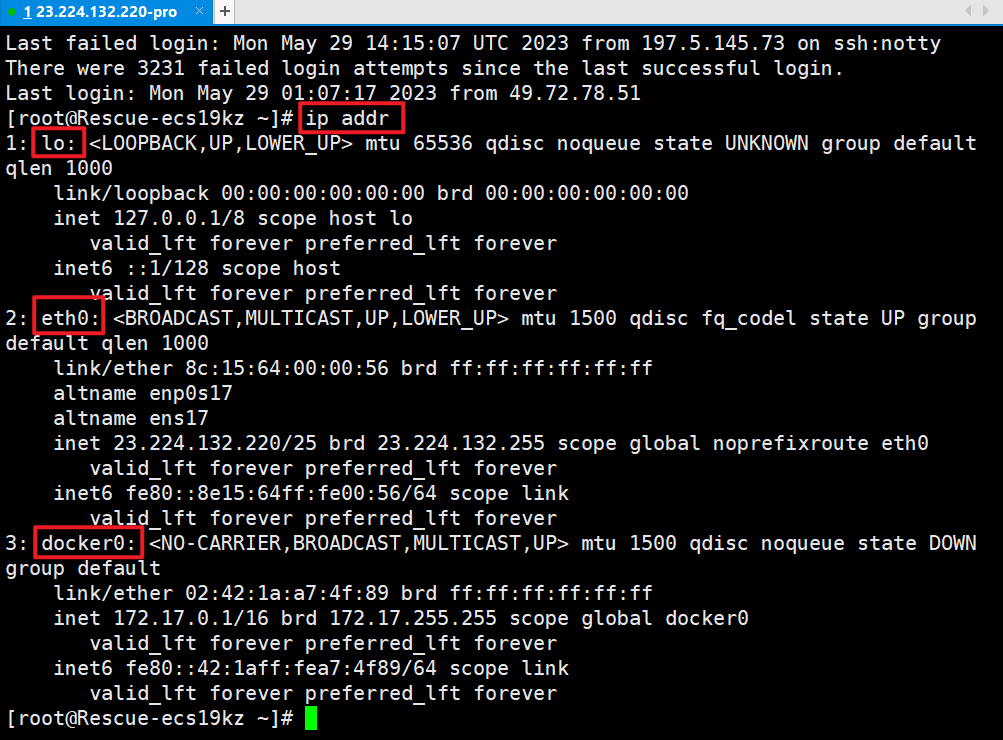 1 23.224.132.220-pro × +
Last failed login: Mon May 29 14:15:07 UTC 2023 from 197.5.145.73 on ssh:notty
There were 3231 failed login attempts since the last successful login.
Last login: Mon May 29 01:07:17 2023 from 49.72.78.51
[root@Rescue-ecs19kz ~]# ip addr
1: lo: <LOOPBACK,UP,LOWER_UP> mtu 65536 qdisc noqueue state UNKNOWN group default
qlen 1000
    link/loopback 00:00:00:00:00:00 brd 00:00:00:00:00:00
    inet 127.0.0.1/8 scope host lo
       valid_lft forever preferred_lft forever
    inet6 ::1/128 scope host
       valid_lft forever preferred_lft forever
2: eth0: <BROADCAST,MULTICAST,UP,LOWER_UP> mtu 1500 qdisc fq_codel state UP group
default qlen 1000
    link/ether 8c:15:64:00:00:56 brd ff:ff:ff:ff:ff:ff
    altname enp0s17
    altname ens17
    inet 23.224.132.220/25 brd 23.224.132.255 scope global noprefixroute eth0
       valid_lft forever preferred_lft forever
    inet6 fe80::8e15:64ff:fe00:56/64 scope link
       valid_lft forever preferred_lft forever
3: docker0: <NO-CARRIER,BROADCAST,MULTICAST,UP> mtu 1500 qdisc noqueue state DOWN
group default
    link/ether 02:42:1a:a7:4f:89 brd ff:ff:ff:ff:ff:ff
    inet 172.17.0.1/16 brd 172.17.255.255 scope global docker0
       valid_lft forever preferred_lft forever
    inet6 fe80::42:1aff:fea7:4f89/64 scope link
       valid_lft forever preferred_lft forever
[root@Rescue-ecs19kz ~]#